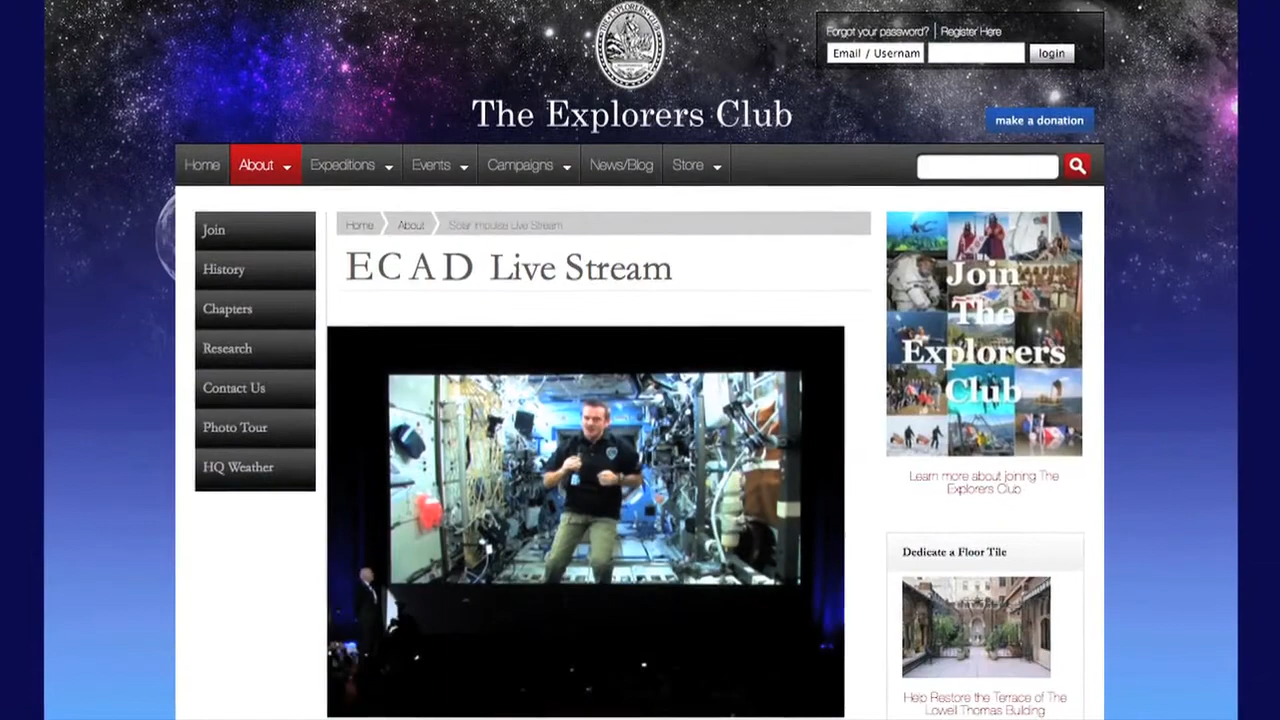 THE EXPLORERS CLUB
Forgot your password? | Register Here
Email / Usernam
login
The Explorers Club
make a donation
Home
About
Expeditions
Events
Campaigns
News/Blog
Store
Join
History
Chapters
Research
Contact Us
Photo Tour
HQ Weather
Home
About
Solar Impulse Live Stream
ECAD Live Stream
Join
The
Explorers
Club
Learn more about joining The
Explorers Club
Dedicate a Floor Tile
Help Restore the Terrace of The
Lowell Thomas Building